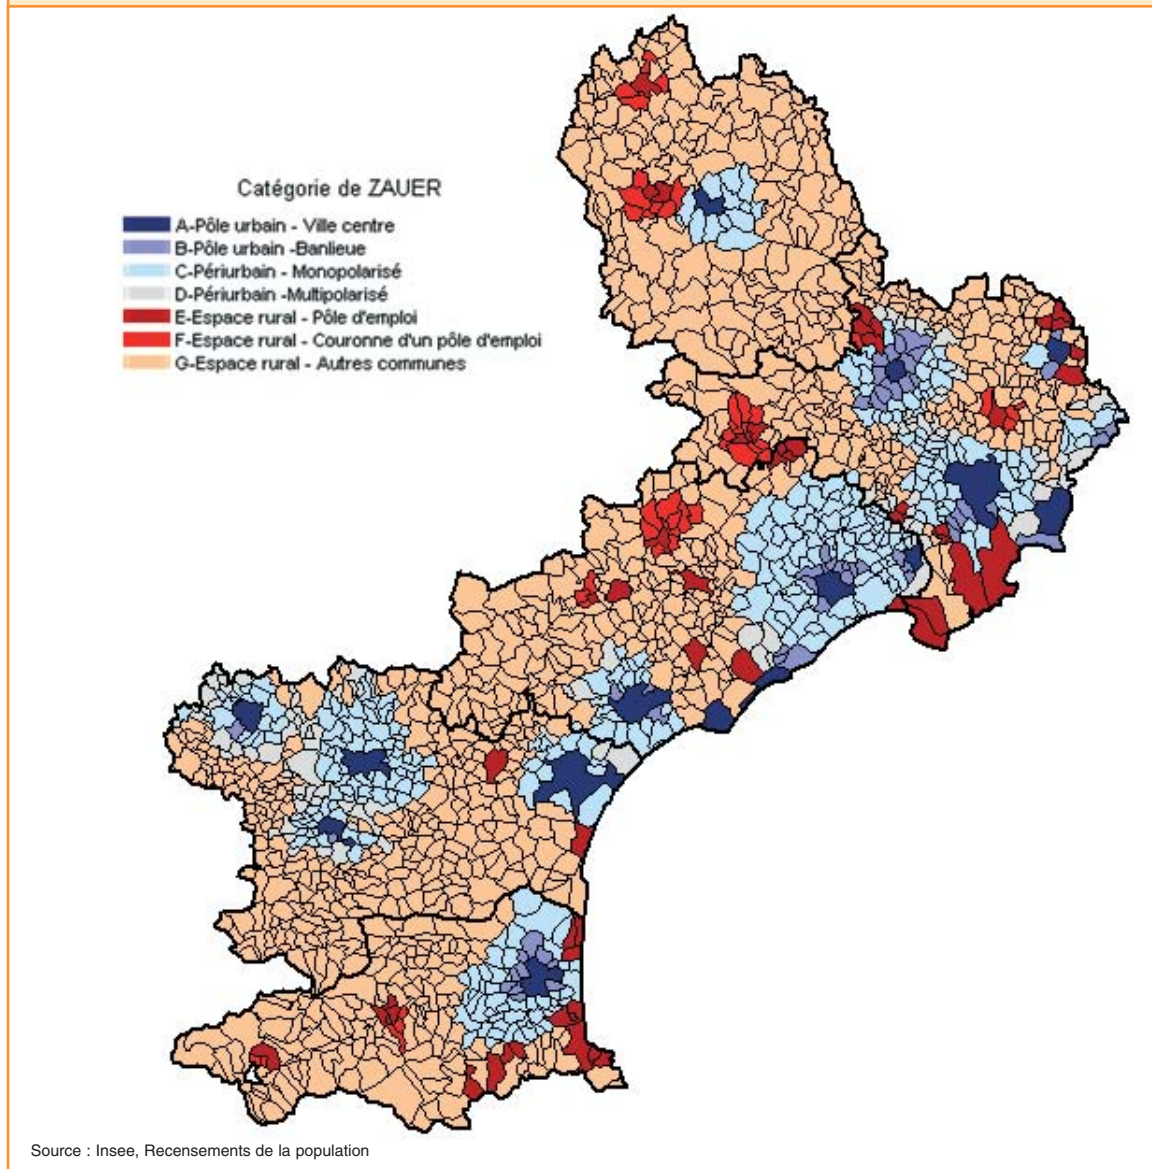 Catégorie de ZAUER
A-Pôle urbain - Ville centre
B-Pôle urbain -Banlieue
C-Périurbain - Monopolarisé
D-Périurbain -Multipolarisé
E-Espace rural - Pôle d'emploi
F-Espace rural - Couronne d'un pôle d'emploi
G-Espace rural - Autres communes
Source : Insee, Recensements de la population